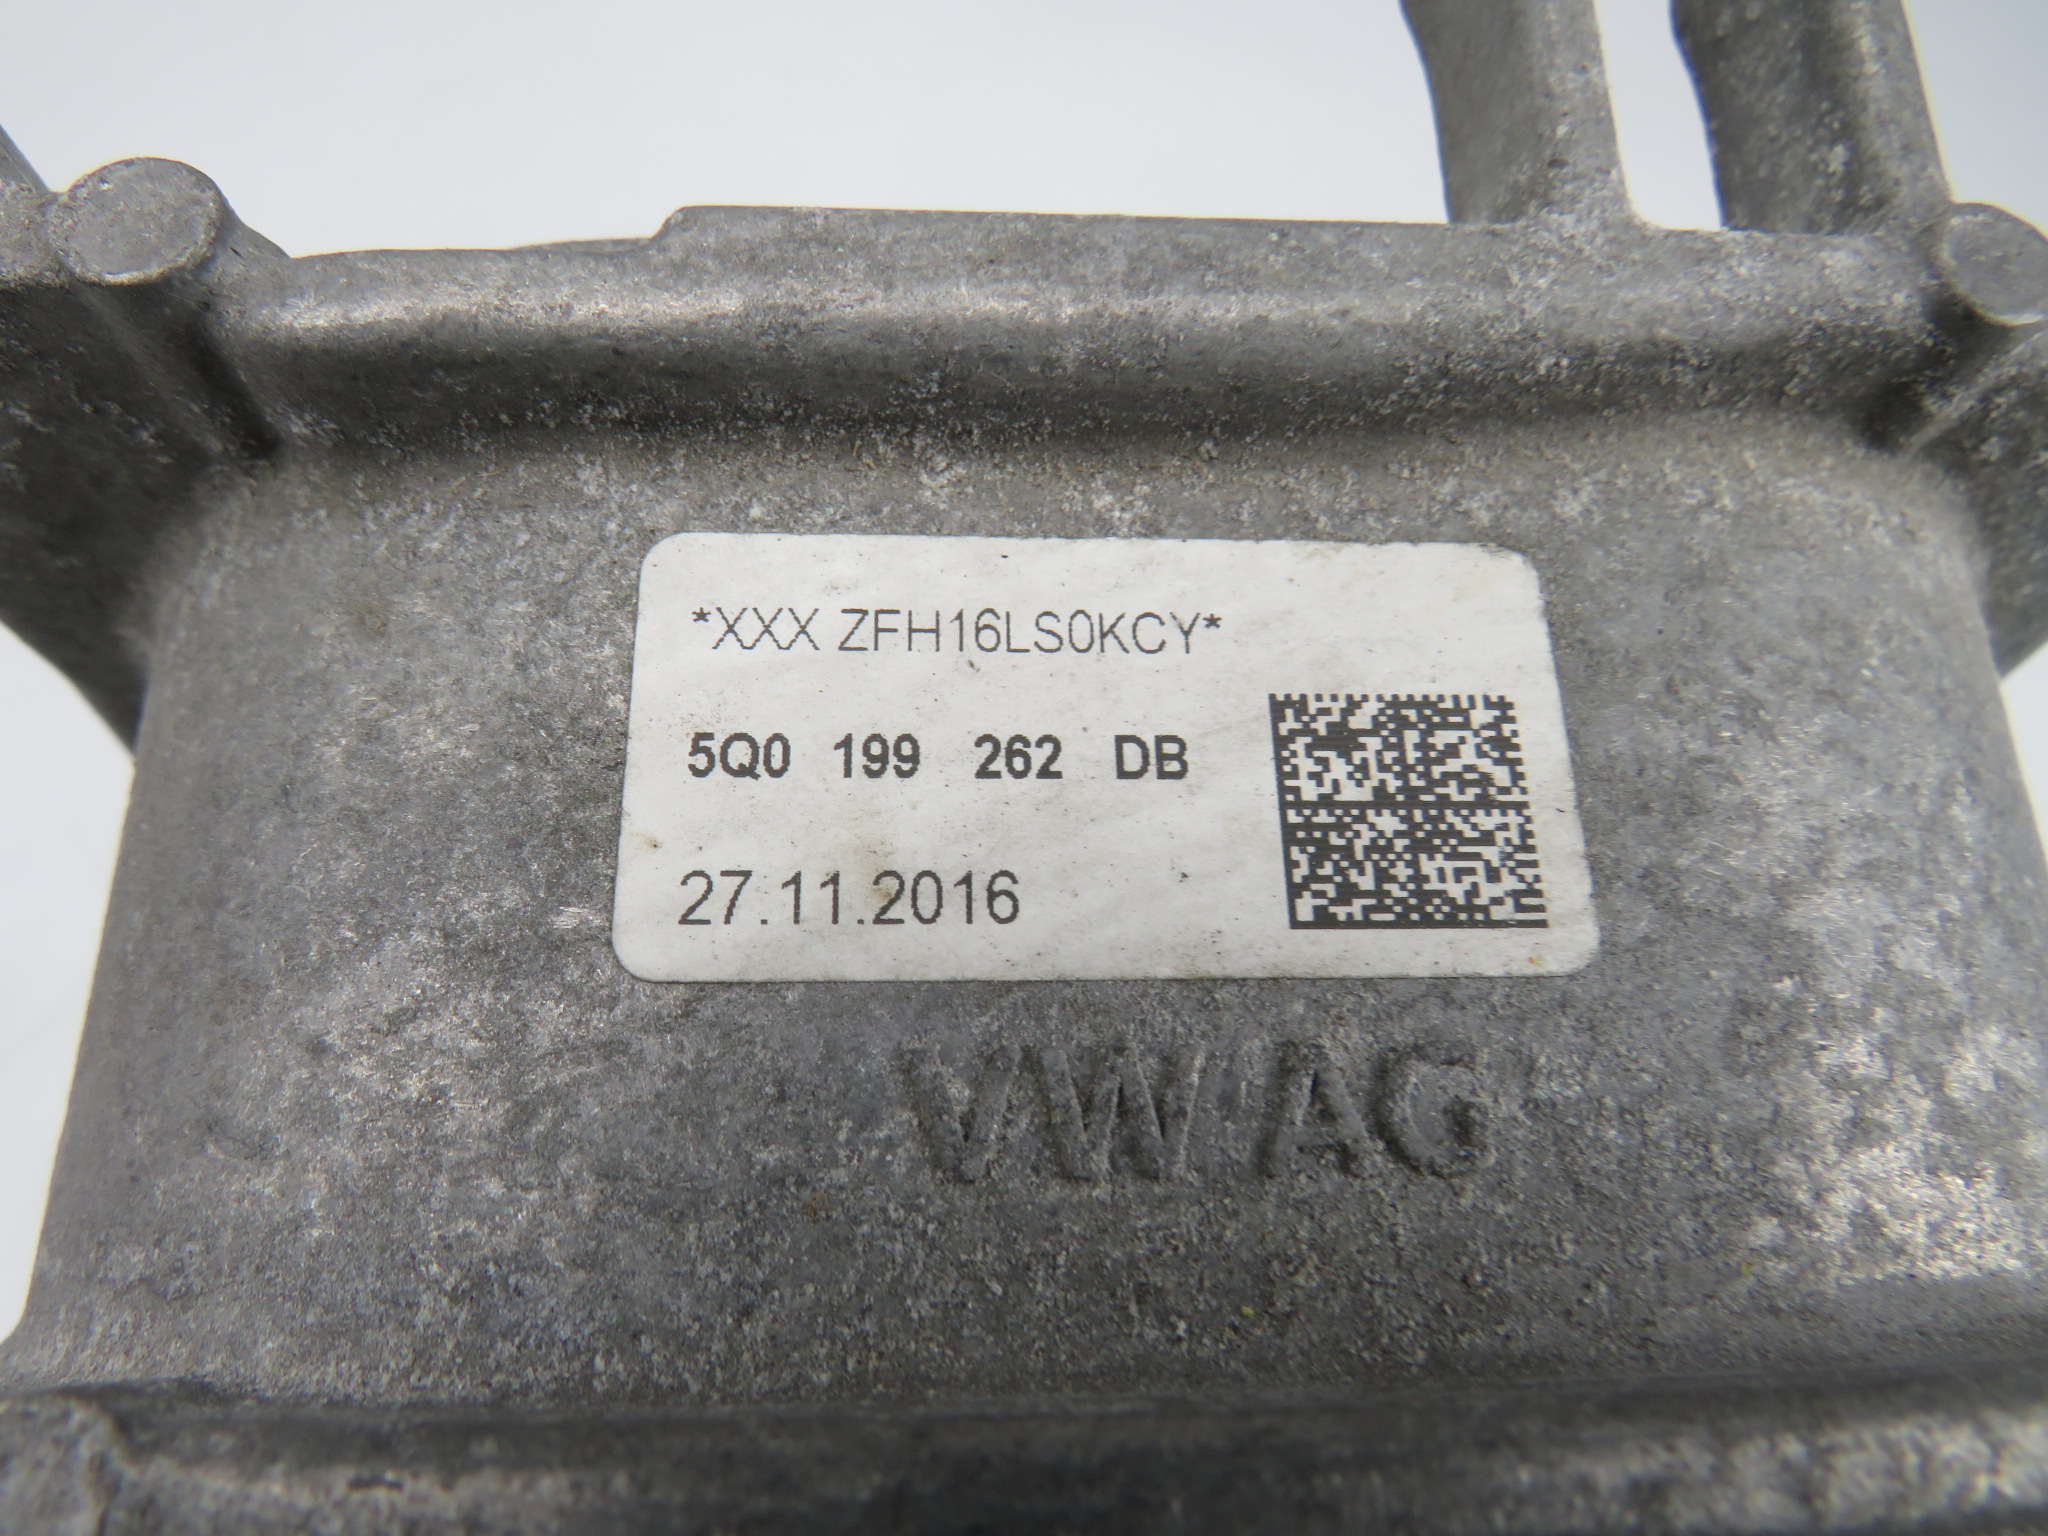 *XXX ZFH16LS0KCY*
5Q0 199 262 DB
27.11.2016
VW AG